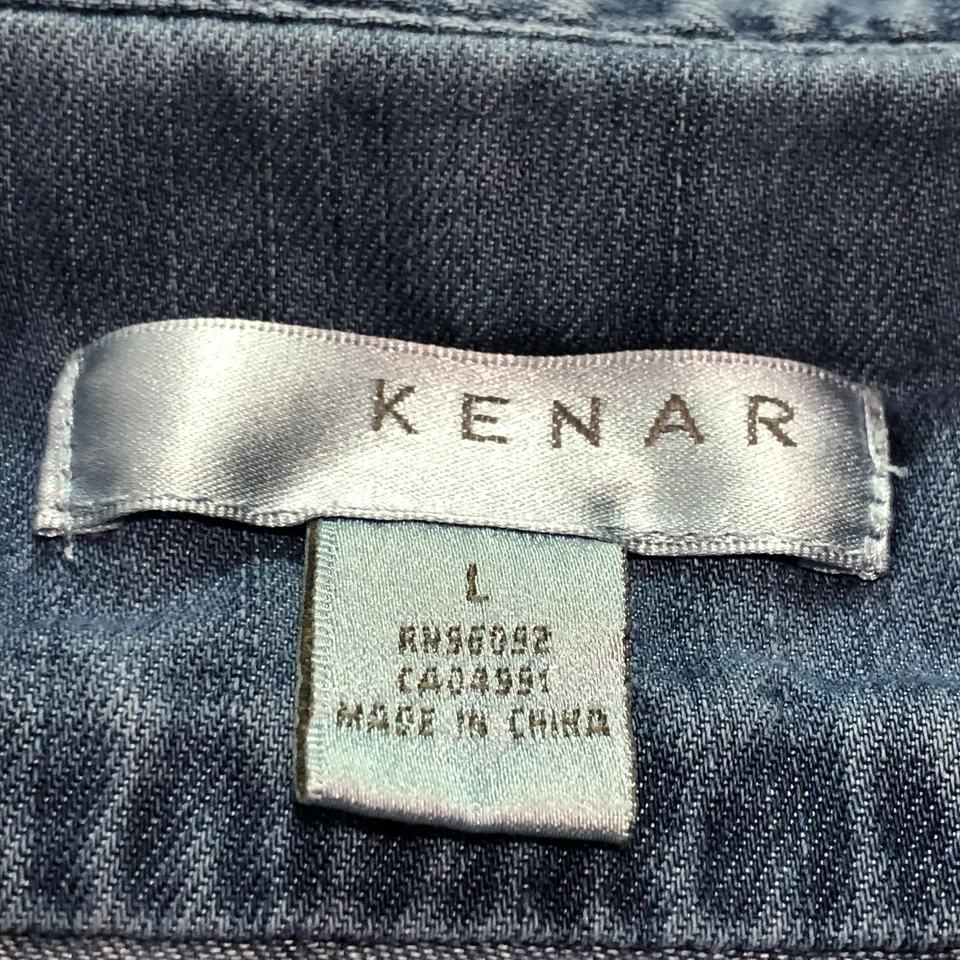 KENAR
L
RN96092
CA04991
MADE IN CHINA